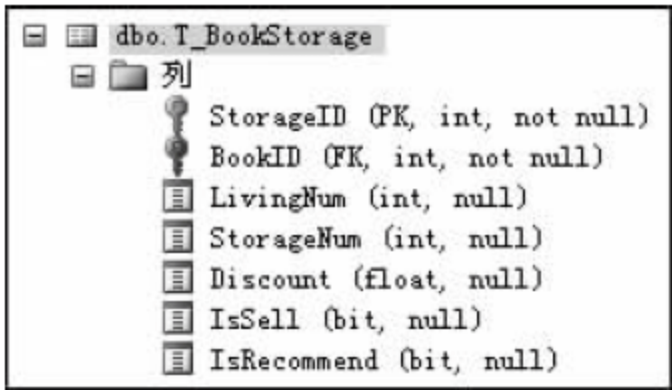 dbo.T_BookStorage
列
StorageID (PK, int, not null)
BookID (FK, int, not null)
LivingNum (int, null)
StorageNum (int, null)
Discount (float, null)
IsSell (bit, null)
IsRecommend (bit, null)